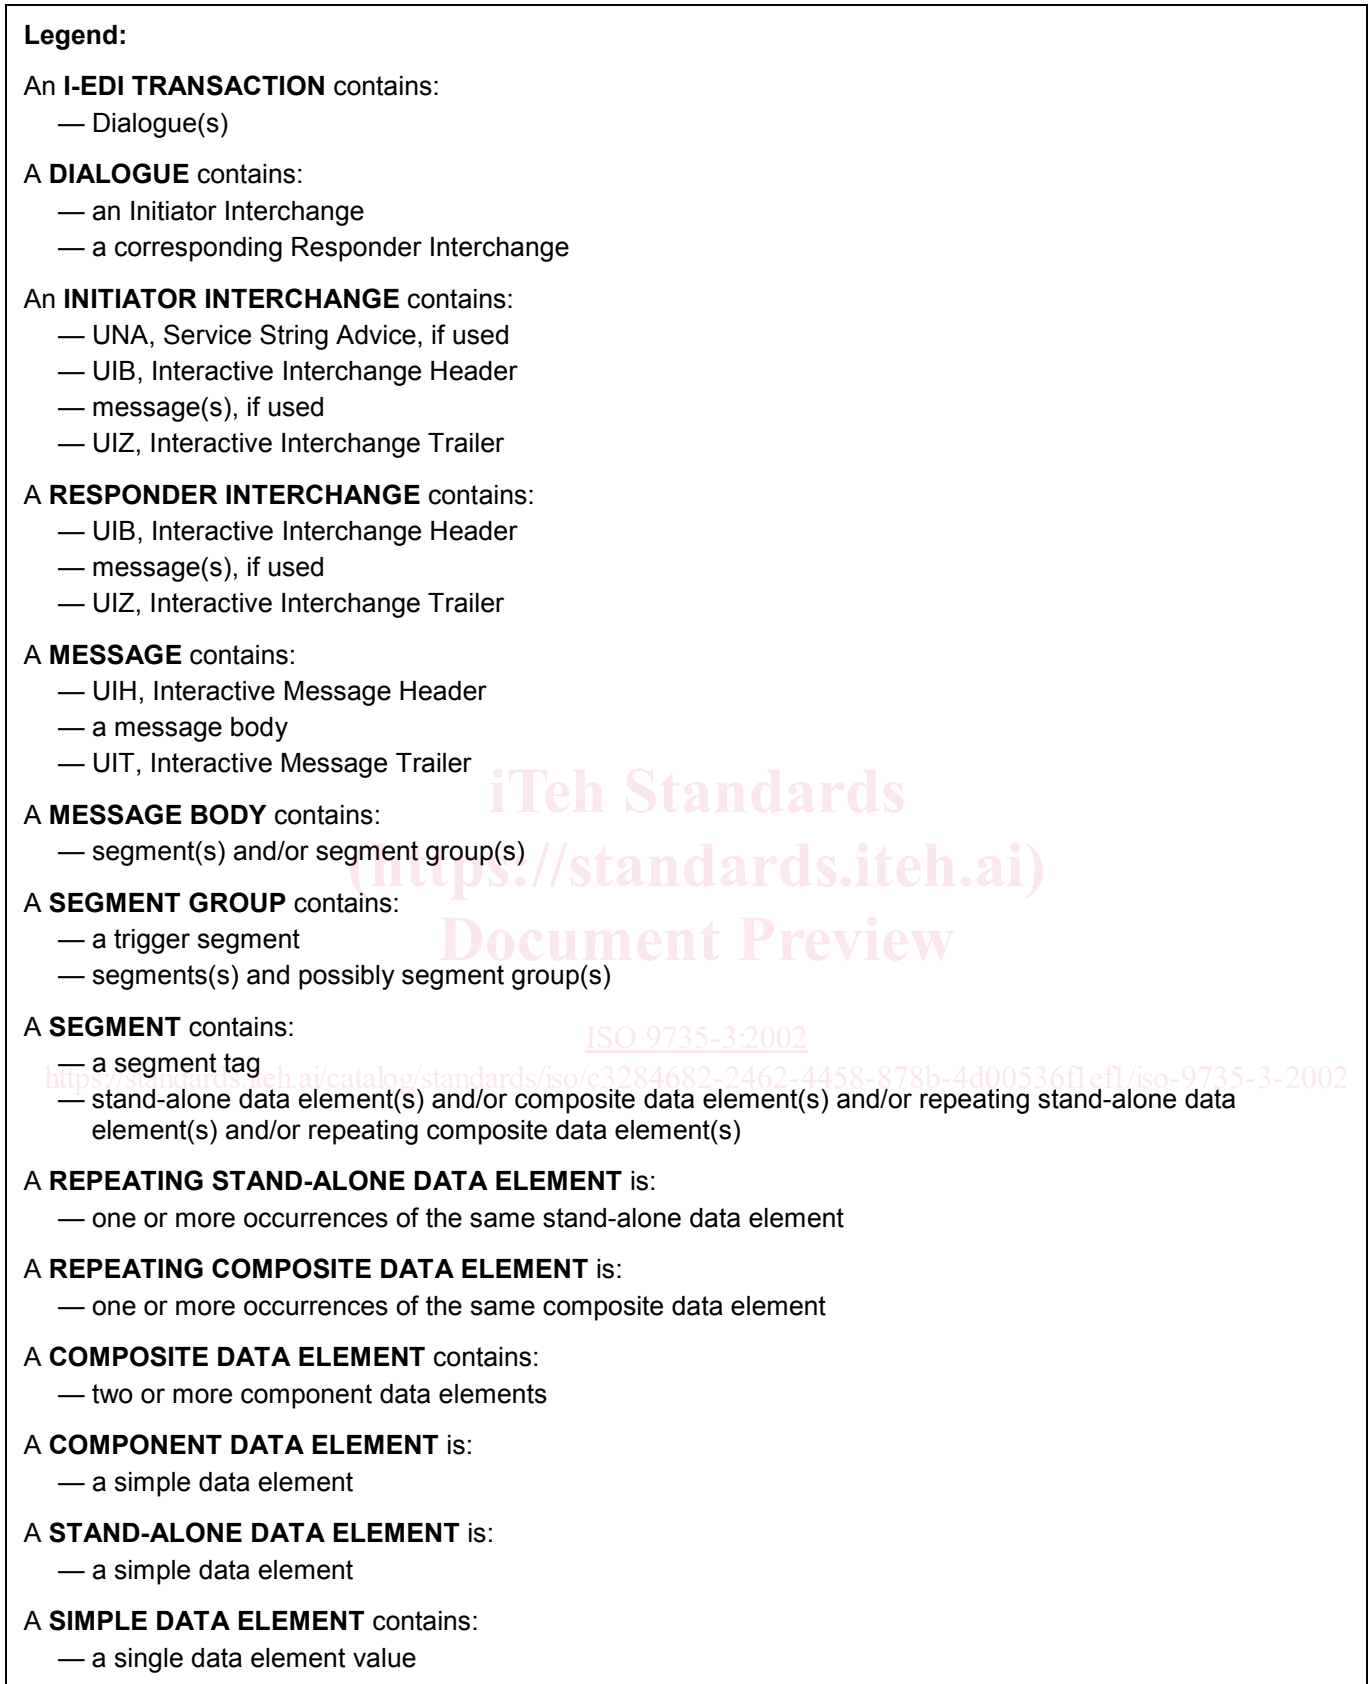 Legend:
An I-EDI TRANSACTION contains:
— Dialogue(s)
A DIALOGUE contains:
— an Initiator Interchange
— a corresponding Responder Interchange
An INITIATOR INTERCHANGE contains:
— UNA, Service String Advice, if used
— UIB, Interactive Interchange Header
— message(s), if used
— UIZ, Interactive Interchange Trailer
A RESPONDER INTERCHANGE contains:
— UIB, Interactive Interchange Header
— message(s), if used
— UIZ, Interactive Interchange Trailer
A MESSAGE contains:
— UIH, Interactive Message Header
— a message body
— UIT, Interactive Message Trailer
iTeh Standards
A MESSAGE BODY contains:
— segment(s) and/or segment group(s)
(https://standards.iteh.ai)
A SEGMENT GROUP contains:
— a trigger segment
Document Preview
— segments(s) and possibly segment group(s)
A SEGMENT contains:
ISO 9735-3:2002
— a segment tag
https://standards.iteh.ai/catalog/standards/iso/c3284682-2462-4458-878b-4d00536f1ef1/iso-9735-3-2002
— stand-alone data element(s) and/or composite data element(s) and/or repeating stand-alone data
element(s) and/or repeating composite data element(s)
A REPEATING STAND-ALONE DATA ELEMENT is:
— one or more occurrences of the same stand-alone data element
A REPEATING COMPOSITE DATA ELEMENT is:
— one or more occurrences of the same composite data element
A COMPOSITE DATA ELEMENT contains:
— two or more component data elements
A COMPONENT DATA ELEMENT is:
— a simple data element
A STAND-ALONE DATA ELEMENT is:
— a simple data element
A SIMPLE DATA ELEMENT contains:
— a single data element value